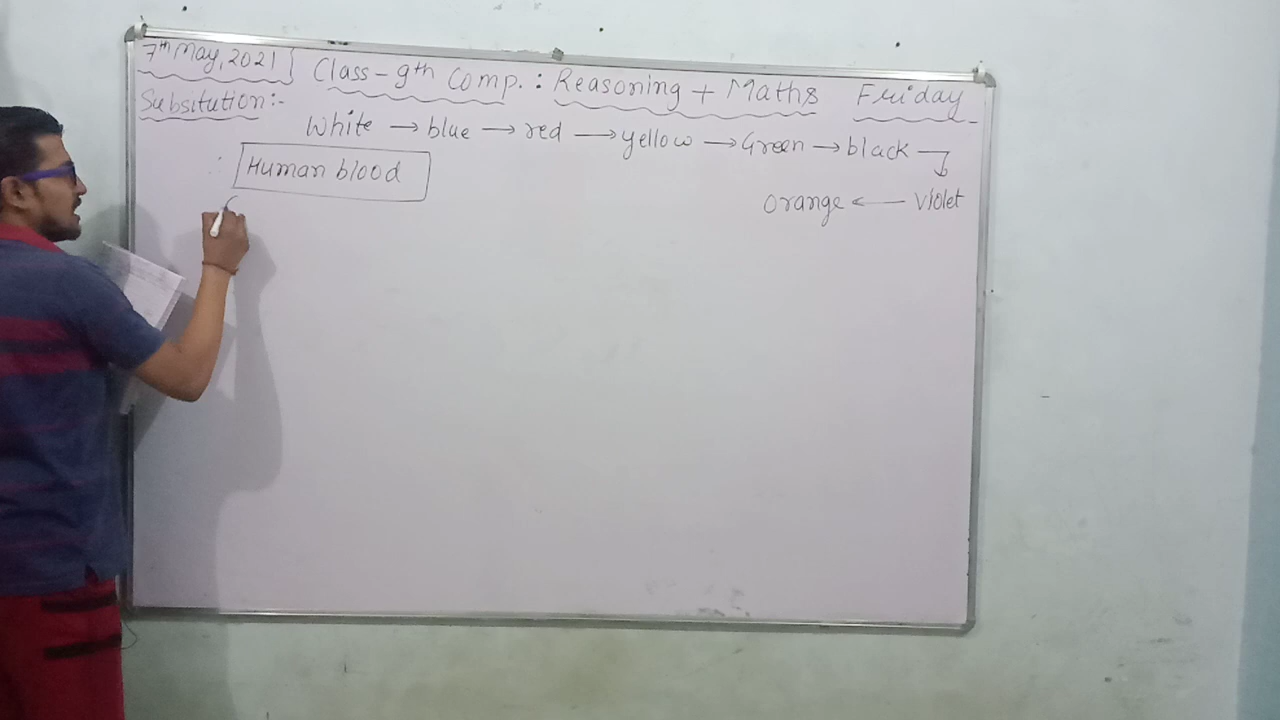 7th May, 2021 Class-9th Comp.: Reasoning + Maths Friday
Subsitution:-
White → blue → red → yellow → Green → black →
Human blood
orange ← violet